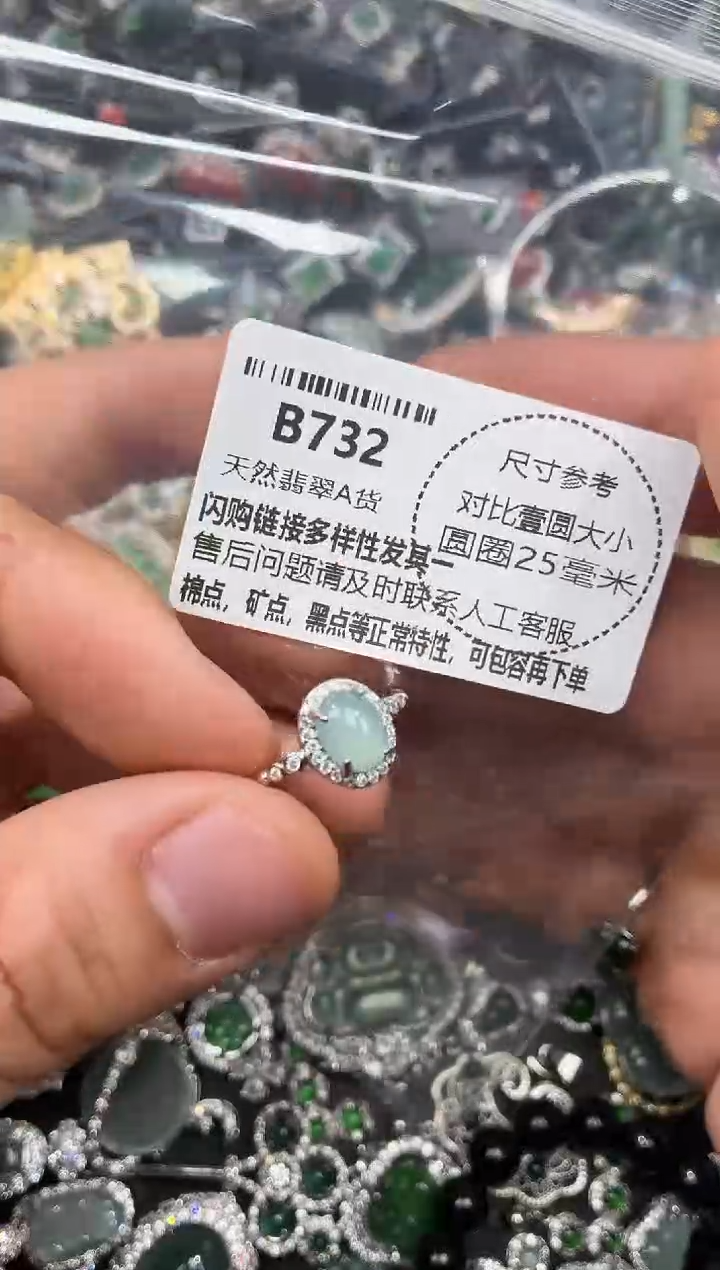 B732
天然翡翠A货
闪购链接多样性发其一
售后问题请及时联系人工客服
棉点，矿点，黑点等正常特性，可包容再下单
尺寸参考
对比壹圆大小
圆圈25毫米